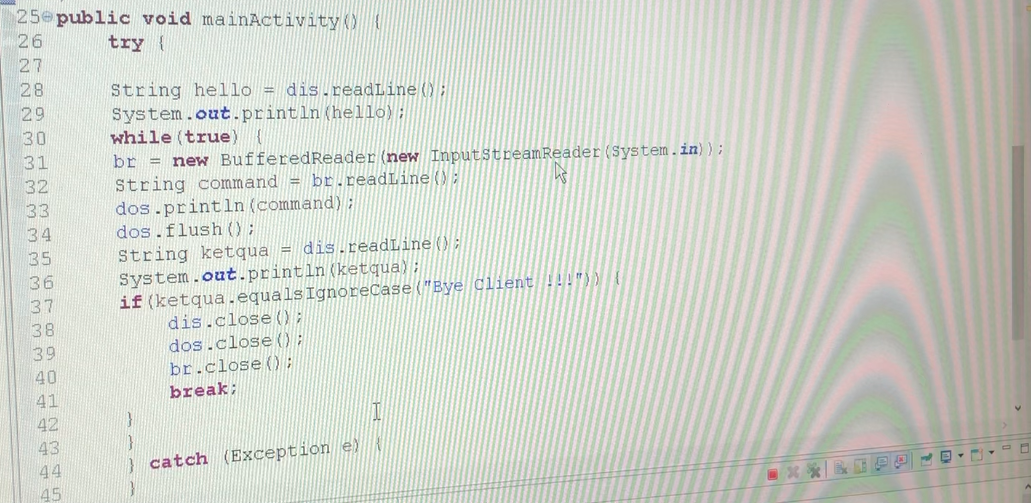 25 public void mainActivity() {
26 try {
27
28 String hello = dis.readLine();
29 System.out.println(hello);
30 while(true) {
31 br = new BufferedReader(new InputStreamReader(System.in));
32 String command = br.readLine();
33 dos.println(command);
34 dos.flush();
35 String ketqua = dis.readLine();
36 System.out.println(ketqua);
37 if(ketqua.equalsIgnoreCase("Bye Client !!!")) {
38 dis.close();
39 dos.close();
40 br.close();
41 break;
42 }
43 }
44 } catch (Exception e) {
45 }